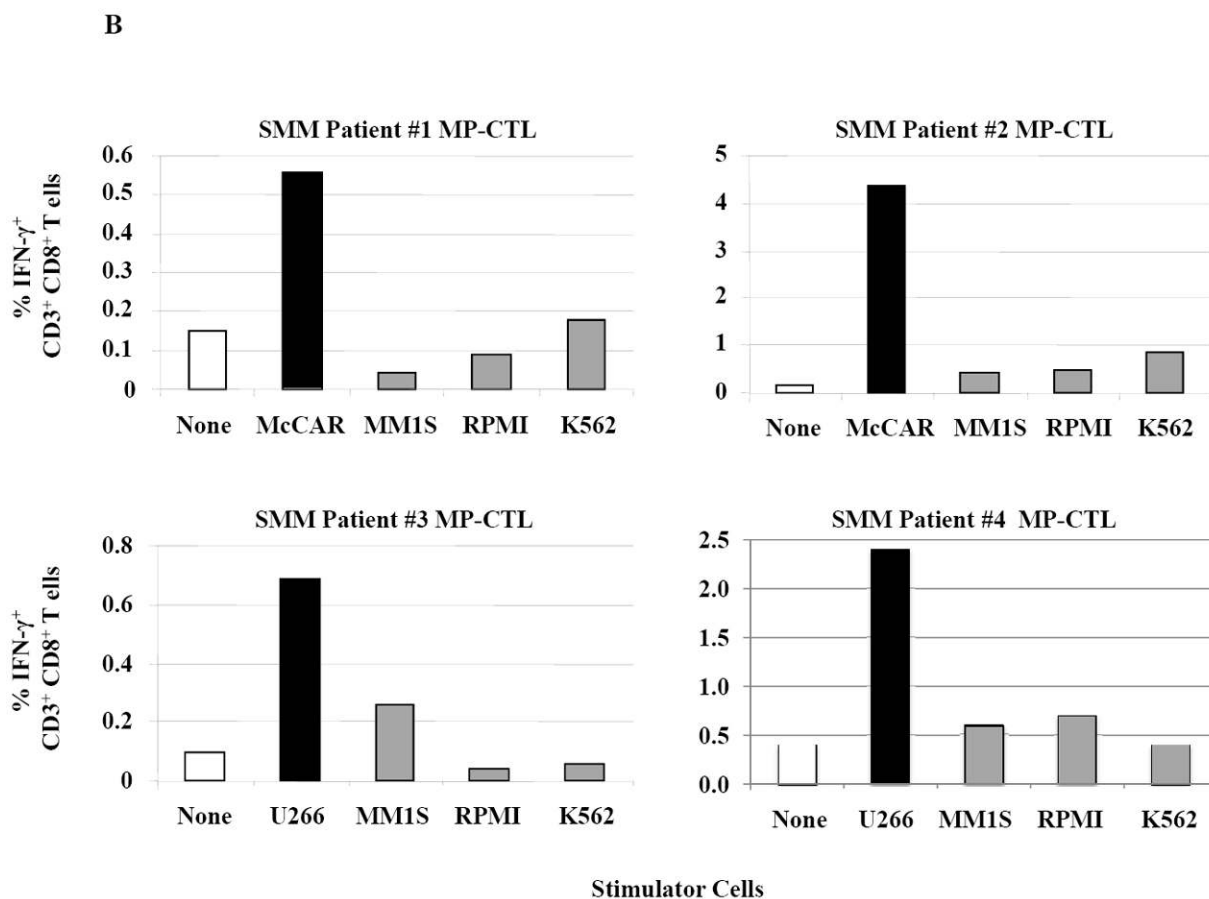 B
SMM Patient #1 MP-CTL
% IFN-γ⁺
CD3⁺ CD8⁺ T cells
0.6
0.5
0.4
0.3
0.2
0.1
0
None McCAR MM1S RPMI K562
SMM Patient #2 MP-CTL
5
4
3
2
1
0
None McCAR MM1S RPMI K562
SMM Patient #3 MP-CTL
% IFN-γ⁺
CD3⁺ CD8⁺ T cells
0.8
0.6
0.4
0.2
0
None U266 MM1S RPMI K562
SMM Patient #4 MP-CTL
2.5
2.0
1.5
1.0
0.5
0.0
None U266 MM1S RPMI K562
Stimulator Cells